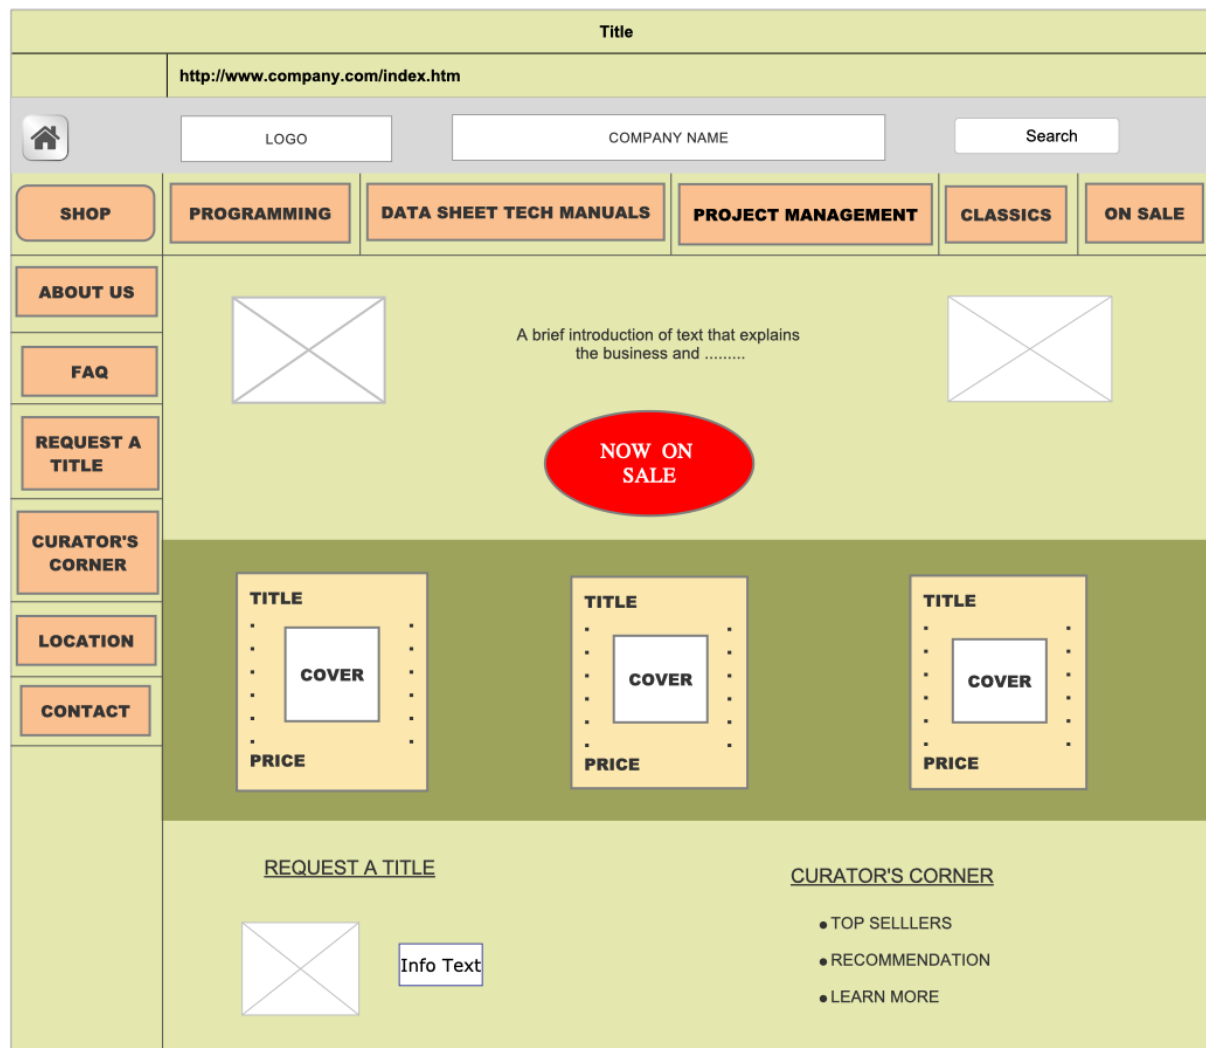 Title
http://www.company.com/index.htm
LOGO
COMPANY NAME
Search
SHOP
PROGRAMMING
DATA SHEET TECH MANUALS
PROJECT MANAGEMENT
CLASSICS
ON SALE
ABOUT US
FAQ
REQUEST A
TITLE
CURATOR'S
CORNER
LOCATION
CONTACT
A brief introduction of text that explains
the business and .........
NOW ON
SALE
TITLE
COVER
PRICE
TITLE
COVER
PRICE
TITLE
COVER
PRICE
REQUEST A TITLE
Info Text
CURATOR'S CORNER
• TOP SELLLERS
• RECOMMENDATION
• LEARN MORE